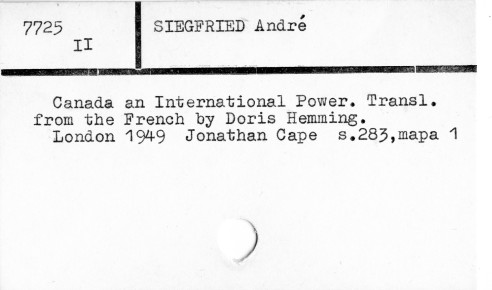 7725
II
SIEGFRIED André
Canada an International Power. Transl.
from the French by Doris Hemming.
London 1949 Jonathan Cape s.283,mapa 1